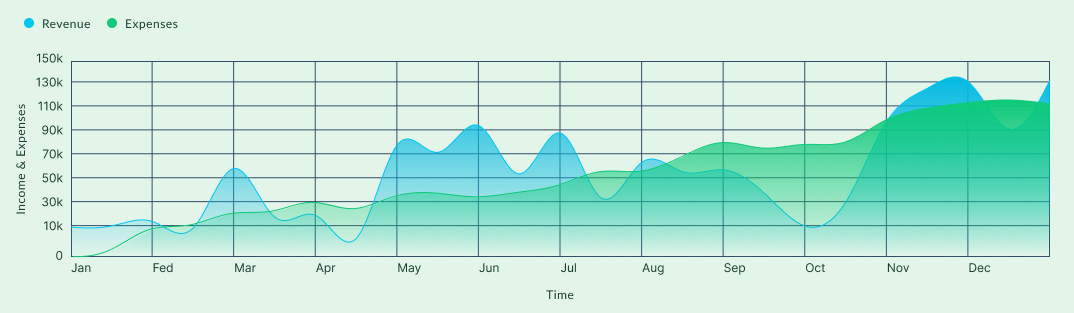 Revenue Expenses
150k
130k
110k
90k
70k
50k
30k
10k
0
Income & Expenses
Jan Fed Mar Apr May Jun Jul Aug Sep Oct Nov Dec
Time